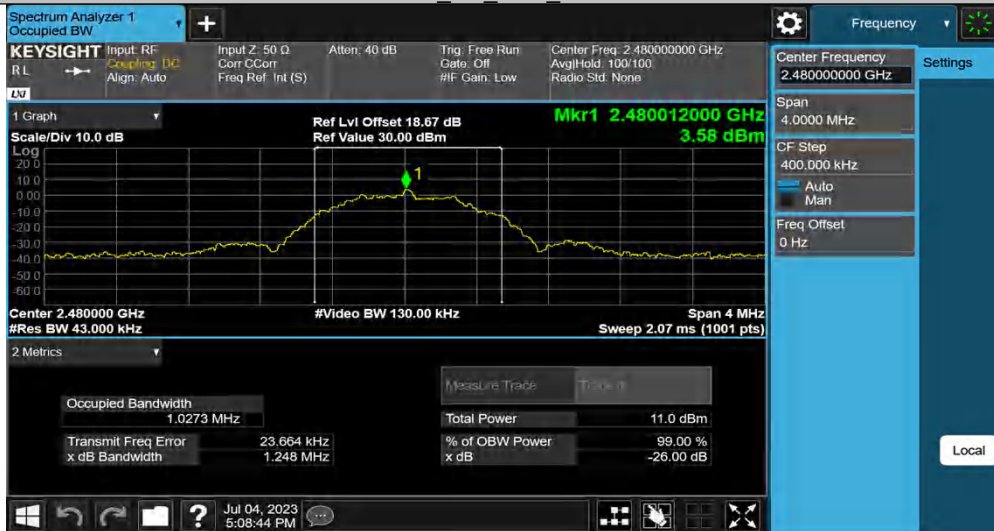 Spectrum Analyzer 1
Occupied BW
+
Frequency
KEYSIGHT
RL
LXI
Input: RF
Coupling: DC
Align: Auto
Input Z: 50 Ω
Corr CCorr
Freq Ref: Int (S)
Atten: 40 dB
Trig: Free Run
Gate: Off
#IF Gain: Low
Center Freq: 2.480000000 GHz
Avg|Hold: 100/100
Radio Std: None
Center Frequency
2.480000000 GHz
Settings
Span
4.0000 MHz
CF Step
400.000 kHz
Auto
Man
Freq Offset
0 Hz
Local
1 Graph
Scale/Div 10.0 dB
Ref Lvl Offset 18.67 dB
Ref Value 30.00 dBm
Mkr1 2.480012000 GHz
3.58 dBm
Log
20.0
10.0
0.00
-10.0
-20.0
-30.0
-40.0
-50.0
-60.0
1
Center 2.480000 GHz
#Res BW 43.000 kHz
#Video BW 130.00 kHz
Span 4 MHz
Sweep 2.07 ms (1001 pts)
2 Metrics
Measure Trace
Occupied Bandwidth
1.0273 MHz
Total Power 11.0 dBm
Transmit Freq Error 23.664 kHz
% of OBW Power 99.00 %
x dB Bandwidth 1.248 MHz
x dB -26.00 dB
?
Jul 04, 2023
5:08:44 PM